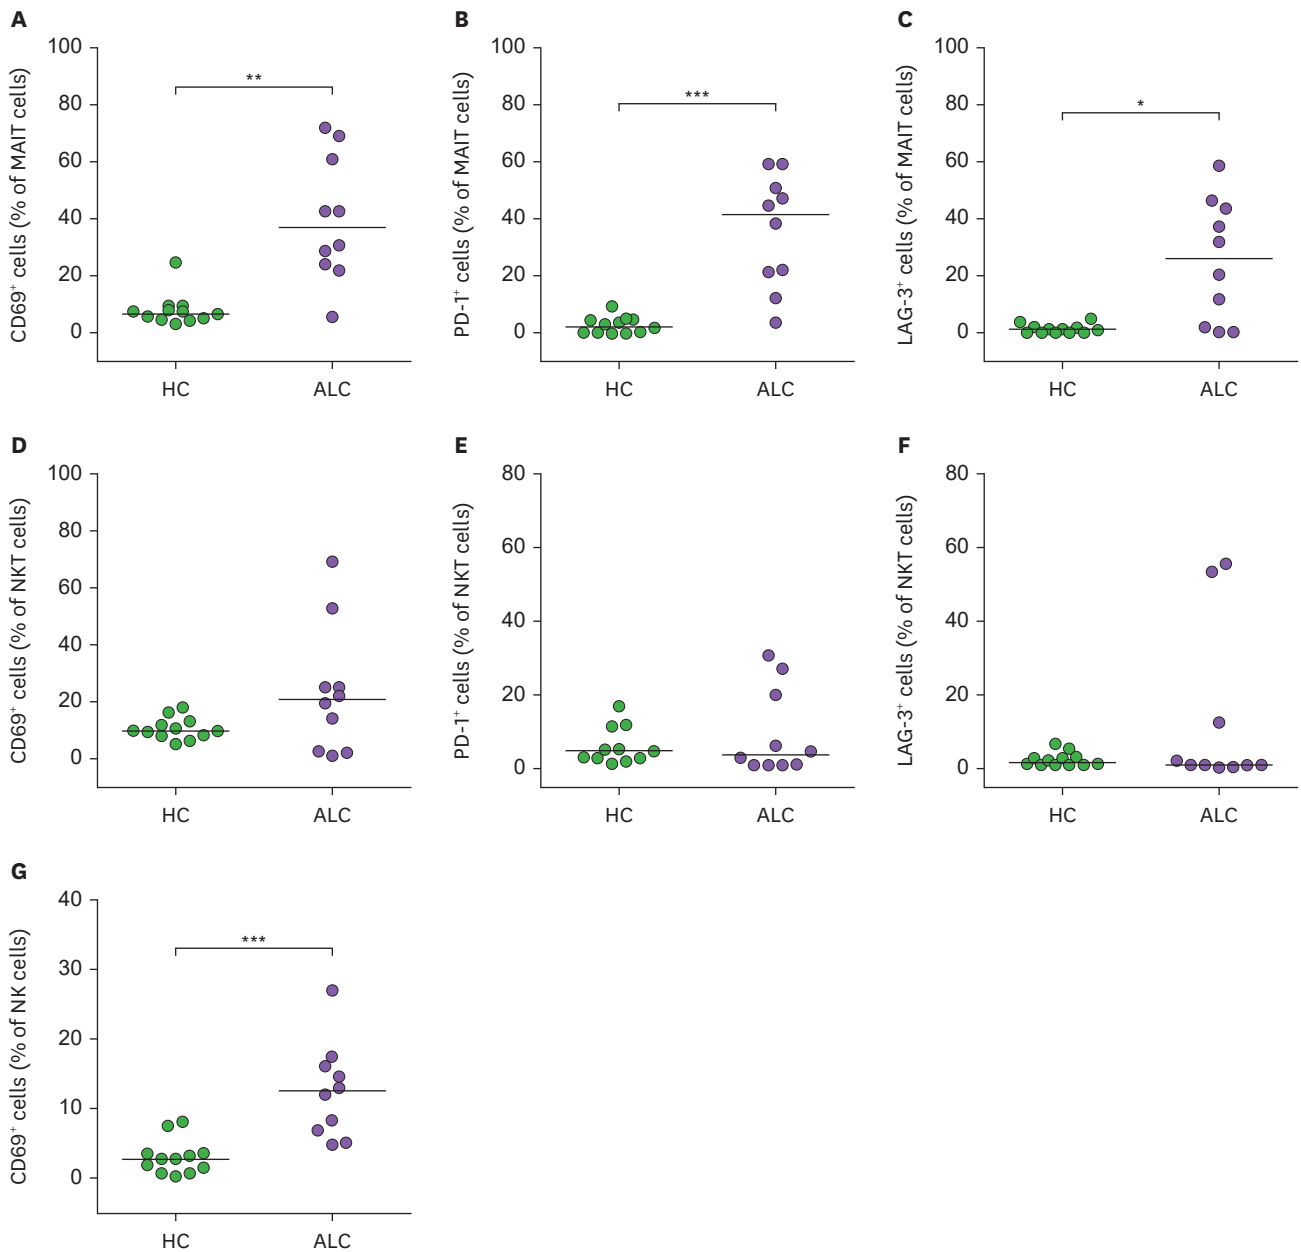 A
CD69⁺ cells (% of MAIT cells)
100
80
60
40
20
0
**
HC
ALC
B
PD-1⁺ cells (% of MAIT cells)
100
80
60
40
20
0
***
HC
ALC
C
LAG-3⁺ cells (% of MAIT cells)
100
80
60
40
20
0
*
HC
ALC
D
CD69⁺ cells (% of NKT cells)
100
80
60
40
20
0
HC
ALC
E
PD-1⁺ cells (% of NKT cells)
80
60
40
20
0
HC
ALC
F
LAG-3⁺ cells (% of NKT cells)
80
60
40
20
0
HC
ALC
G
CD69⁺ cells (% of NK cells)
40
30
20
10
0
***
HC
ALC